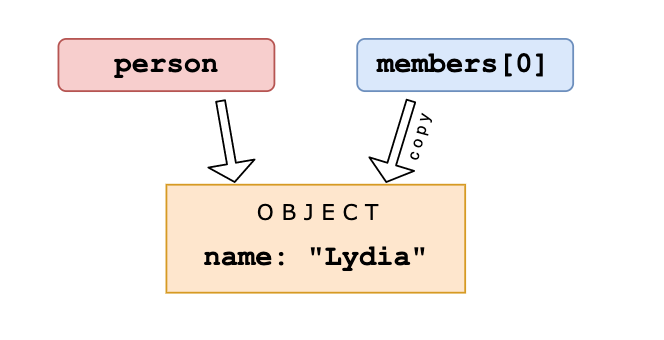 person
members[0]
copy
OBJECT
name: "Lydia"